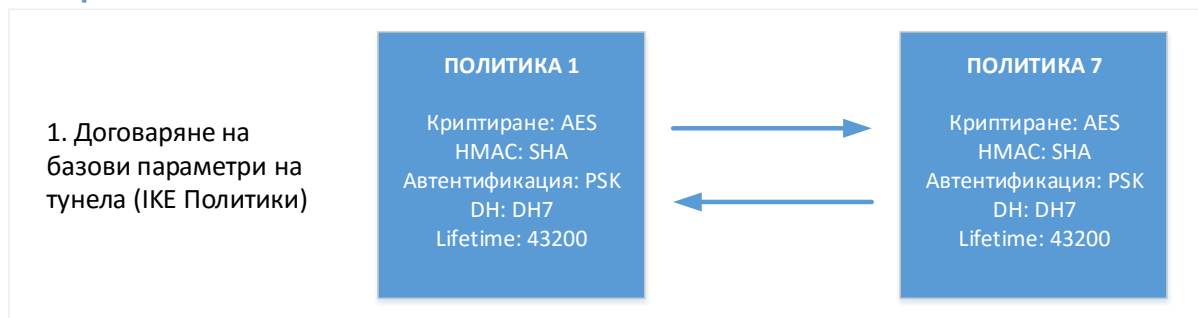 1. Договаряне на
базови параметри на
тунела (IKE Политики)
ПОЛИТИКА 1
Криптиране: AES
HMAC: SHA
Автентификация: PSK
DH: DH7
Lifetime: 43200
ПОЛИТИКА 7
Криптиране: AES
HMAC: SHA
Автентификация: PSK
DH: DH7
Lifetime: 43200